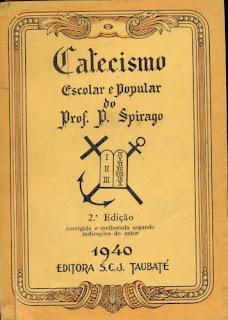 Catecismo
Escolar e Popular
do
Prof. P. Spirago
I
II
III
2.ª Edição
corrigida e melhorada segundo
indicações do autor
1940
EDITORA S.C.J. TAUBATÉ